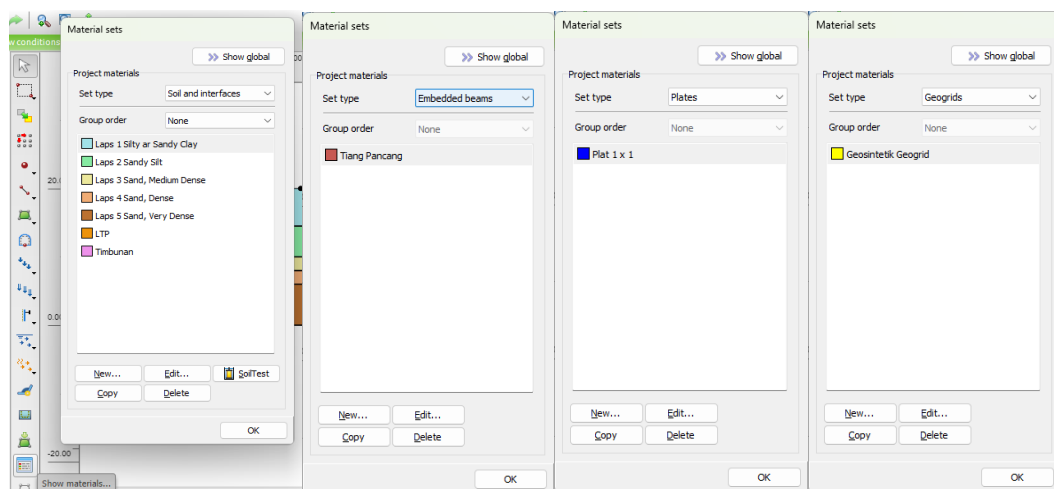 w conditions
Material sets
Show global
Project materials
Set type
Soil and interfaces
Group order
None
Laps 1 Silty ar Sandy Clay
Laps 2 Sandy Silt
Laps 3 Sand, Medium Dense
Laps 4 Sand, Dense
Laps 5 Sand, Very Dense
LTP
Timbunan
New...
Edit...
SoilTest
Copy
Delete
OK
-20.00
Show materials...
Material sets
Show global
Project materials
Set type
Embedded beams
Group order
None
Tiang Pancang
New...
Edit...
Copy
Delete
OK
Material sets
Show global
Project materials
Set type
Plates
Group order
None
Plat 1 x 1
New...
Edit...
Copy
Delete
OK
Material sets
Show global
Project materials
Set type
Geogrids
Group order
None
Geosintetik Geogrid
New...
Edit...
Copy
Delete
OK